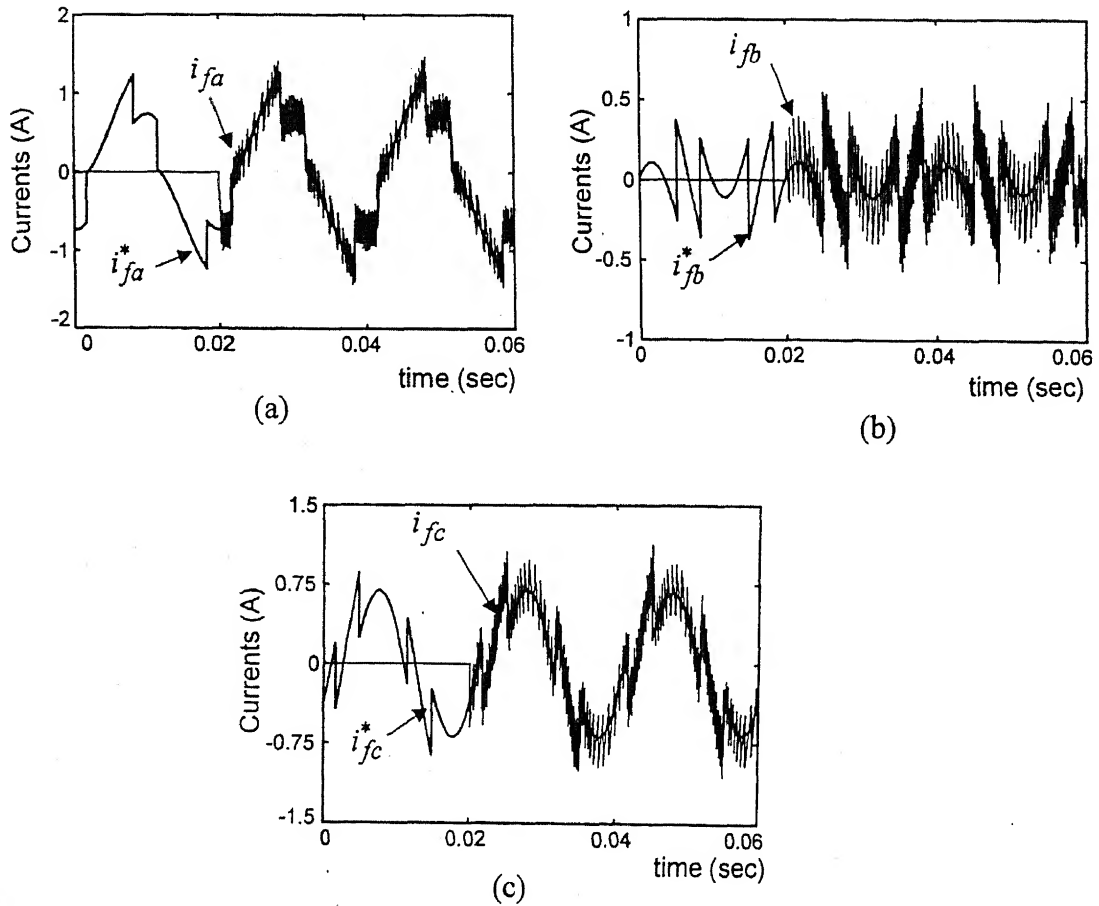 2
1
0
-1
-2
Currents (A)
i_fa
i*_fa
0
0.02
0.04
0.06
time (sec)
(a)
1
0.5
0
-0.5
-1
Currents (A)
i_fb
i*_fb
0
0.02
0.04
0.06
time (sec)
(b)
1.5
0.75
0
-0.75
-1.5
Currents (A)
i_fc
i*_fc
0
0.02
0.04
0.06
time (sec)
(c)